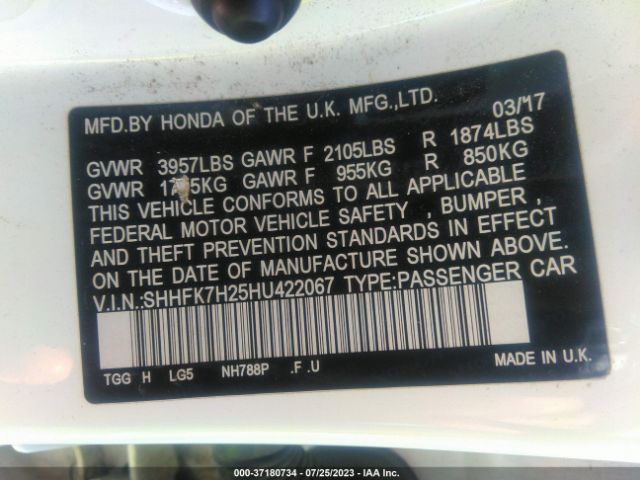 MFD.BY HONDA OF THE U.K. MFG.,LTD. 03/'17
GVWR 3957LBS GAWR F 2105LBS R 1874LBS
GVWR KG GAWR F 955KG R 850KG
THIS VEHICLE CONFORMS TO ALL APPLICABLE
FEDERAL MOTOR VEHICLE SAFETY , BUMPER ,
AND THEFT PREVENTION STANDARDS IN EFFECT
ON THE DATE OF MANUFACTURE SHOWN ABOVE.
V.I.N.:SHHFK7H25HU422067 TYPE:PASSENGER CAR
TGG H LG5 NH788P .F .U MADE IN U.K.
000-37180734 - 07/25/2023 - IAA Inc.